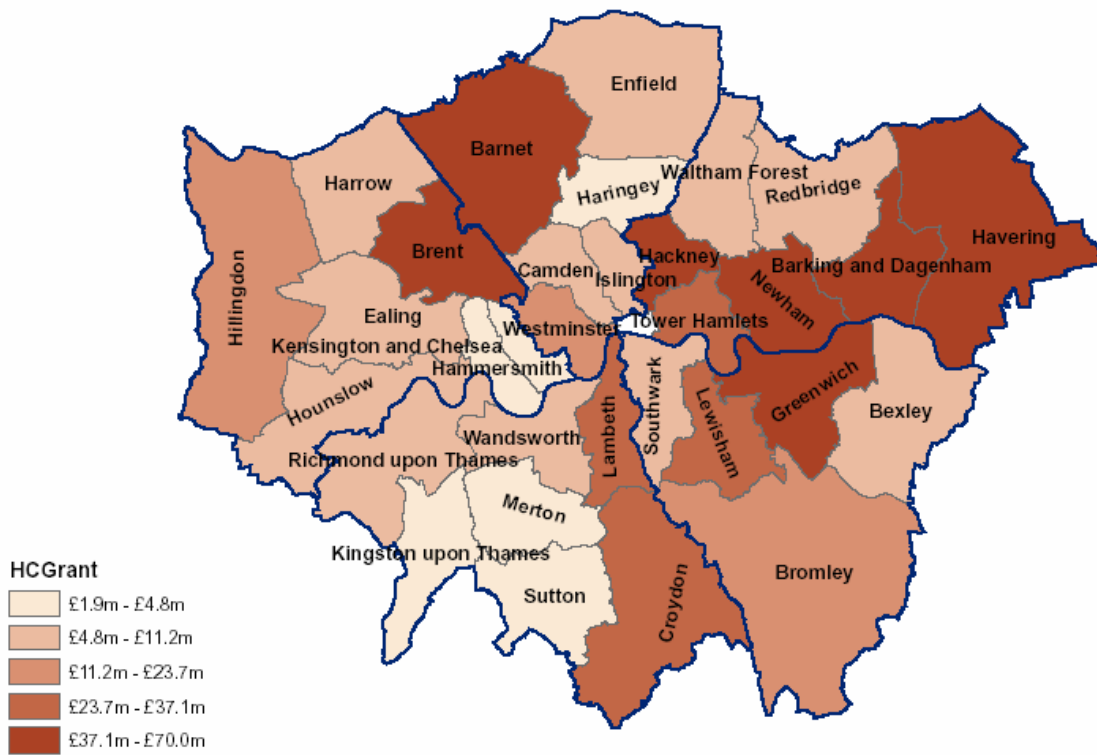 Enfield
Barnet
Harrow
Haringey
Waltham Forest
Redbridge
Havering
Brent
Camden
Islington
Hackney
Barking and Dagenham
Newham
Hillingdon
Ealing
Westminster
Tower Hamlets
Kensington and Chelsea
Hammersmith
Hounslow
Greenwich
Bexley
Southwark
Lewisham
Lambeth
Wandsworth
Richmond upon Thames
Merton
Kingston upon Thames
Sutton
Croydon
Bromley
HCGrant
£1.9m - £4.8m
£4.8m - £11.2m
£11.2m - £23.7m
£23.7m - £37.1m
£37.1m - £70.0m